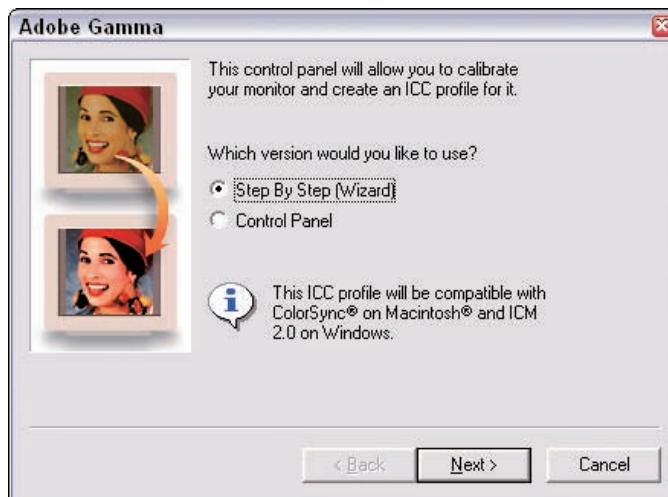 Adobe Gamma
This control panel will allow you to calibrate
your monitor and create an ICC profile for it.
Which version would you like to use?
Step By Step (Wizard)
Control Panel
This ICC profile will be compatible with
ColorSync® on Macintosh® and ICM
2.0 on Windows.
< Back
Next >
Cancel